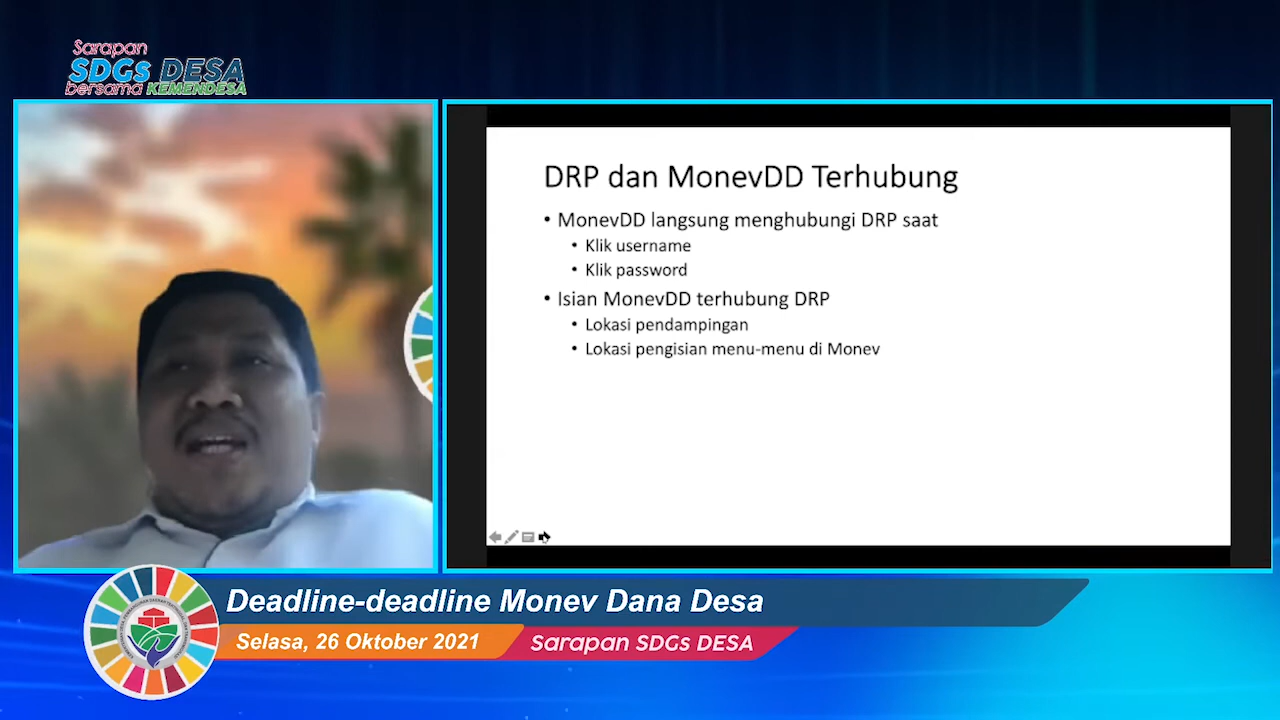 Sarapan
SDGs DESA
bersama KEMENDESA
DRP dan MonevDD Terhubung
• MonevDD langsung menghubungi DRP saat
• Klik username
• Klik password
• Isian MonevDD terhubung DRP
• Lokasi pendampingan
• Lokasi pengisian menu-menu di Monev
Deadline-deadline Monev Dana Desa
Selasa, 26 Oktober 2021
Sarapan SDGs DESA